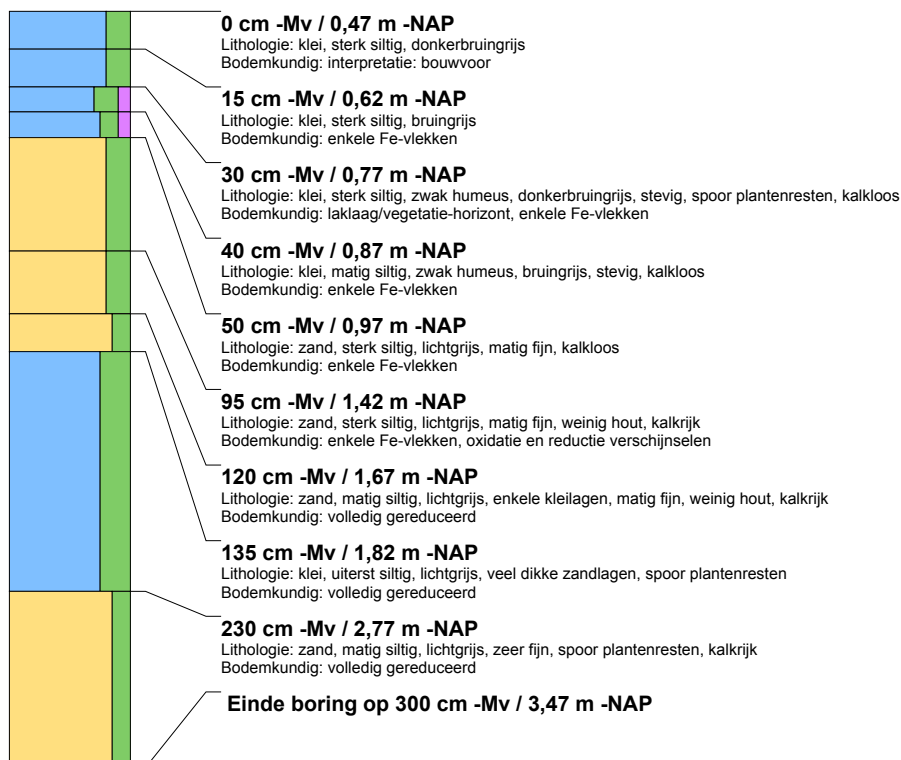 0 cm -Mv / 0,47 m -NAP
Lithologie: klei, sterk siltig, donkerbruingrijs
Bodemkundig: interpretatie: bouwvoor
15 cm -Mv / 0,62 m -NAP
Lithologie: klei, sterk siltig, bruingrijs
Bodemkundig: enkele Fe-vlekken
30 cm -Mv / 0,77 m -NAP
Lithologie: klei, sterk siltig, zwak humeus, donkerbruingrijs, stevig, spoor plantenresten, kalkloos
Bodemkundig: laklaag/vegetatie-horizont, enkele Fe-vlekken
40 cm -Mv / 0,87 m -NAP
Lithologie: klei, matig siltig, zwak humeus, bruingrijs, stevig, kalkloos
Bodemkundig: enkele Fe-vlekken
50 cm -Mv / 0,97 m -NAP
Lithologie: zand, sterk siltig, lichtgrijs, matig fijn, kalkloos
Bodemkundig: enkele Fe-vlekken
95 cm -Mv / 1,42 m -NAP
Lithologie: zand, sterk siltig, lichtgrijs, matig fijn, weinig hout, kalkrijk
Bodemkundig: enkele Fe-vlekken, oxidatie en reductie verschijnselen
120 cm -Mv / 1,67 m -NAP
Lithologie: zand, matig siltig, lichtgrijs, enkele kleilagen, matig fijn, weinig hout, kalkrijk
Bodemkundig: volledig gereduceerd
135 cm -Mv / 1,82 m -NAP
Lithologie: klei, uiterst siltig, lichtgrijs, veel dikke zandlagen, spoor plantenresten
Bodemkundig: volledig gereduceerd
230 cm -Mv / 2,77 m -NAP
Lithologie: zand, matig siltig, lichtgrijs, zeer fijn, spoor plantenresten, kalkrijk
Bodemkundig: volledig gereduceerd
Einde boring op 300 cm -Mv / 3,47 m -NAP